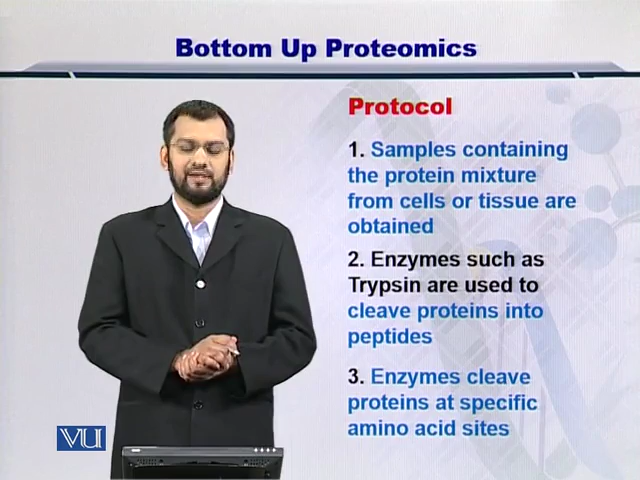 Bottom Up Proteomics
Protocol
1. Samples containing
the protein mixture
from cells or tissue are
obtained
2. Enzymes such as
Trypsin are used to
cleave proteins into
peptides
3. Enzymes cleave
proteins at specific
amino acid sites
VU